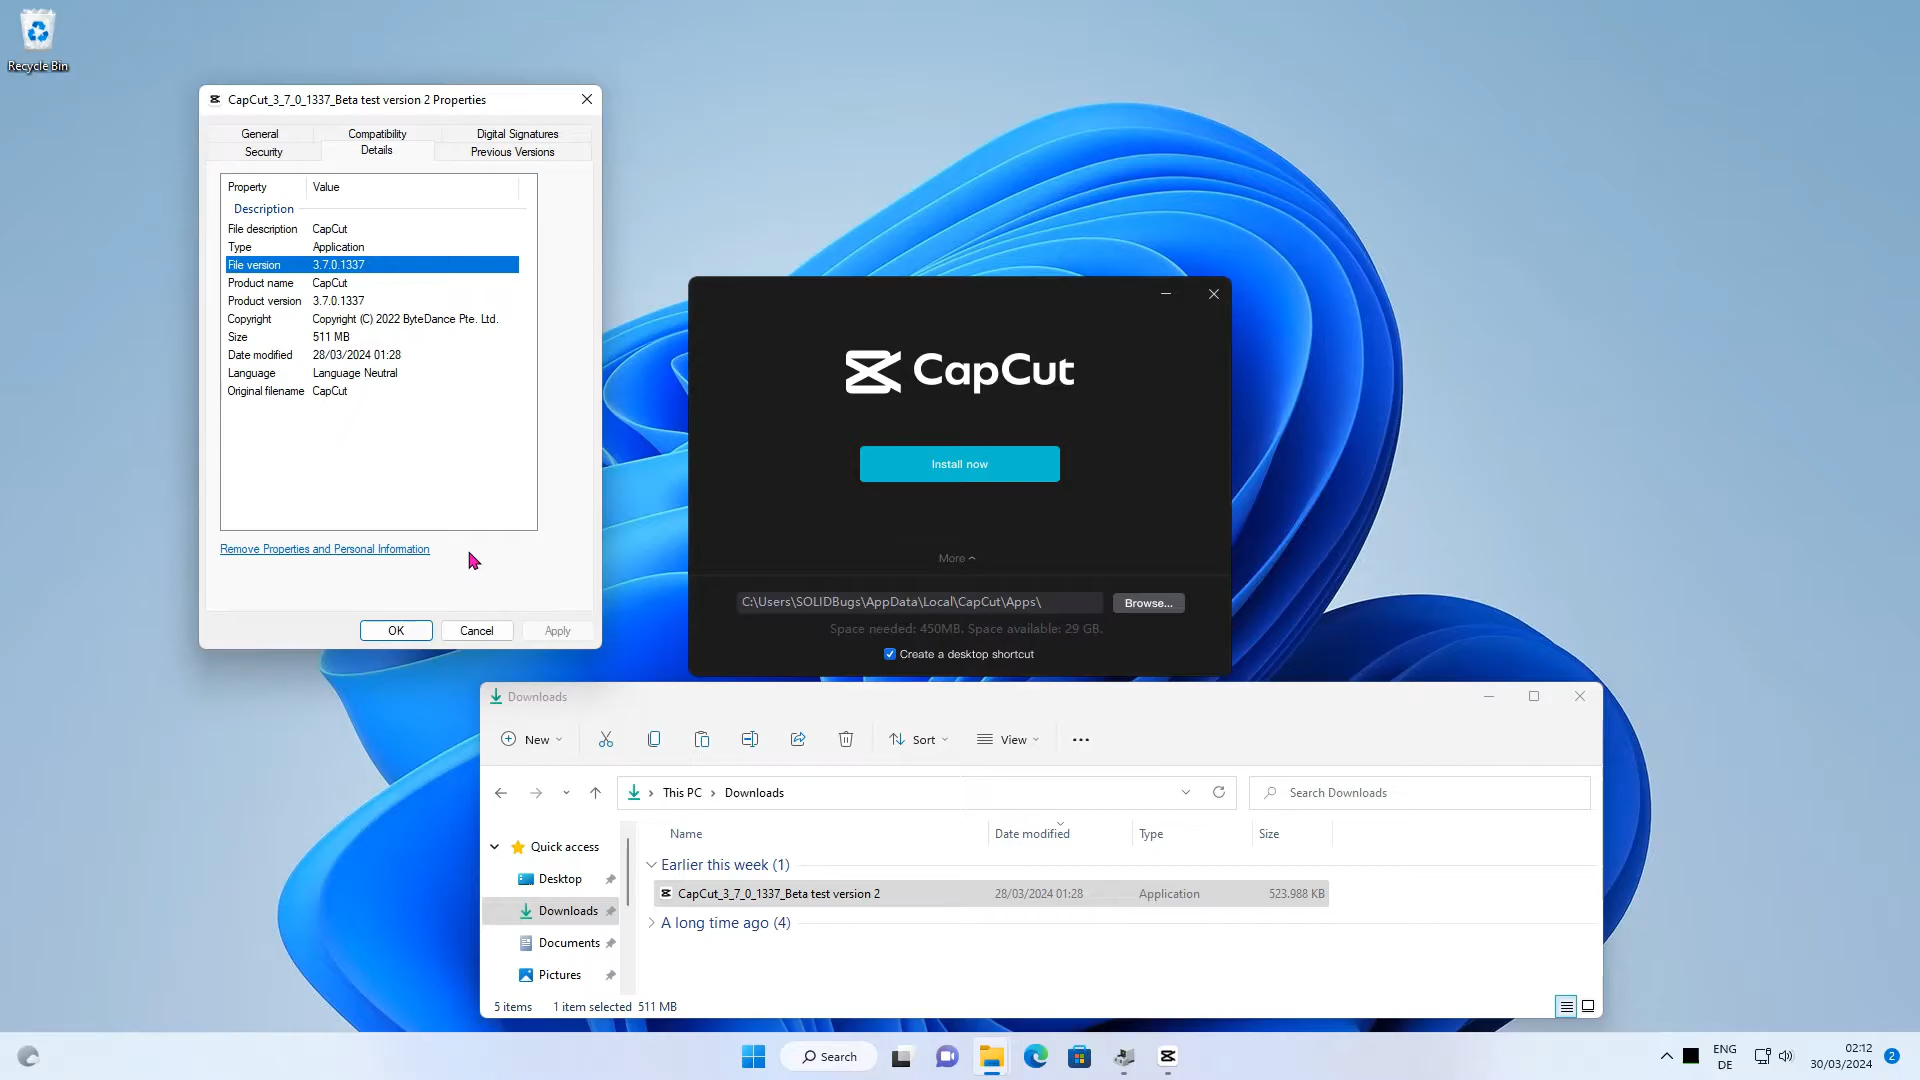 Recycle Bin
CapCut_3_7_0_1337_Beta test version 2 Properties
General Compatibility Digital Signatures
Security Details Previous Versions
Property Value
Description
File description CapCut
Type Application
File version 3.7.0.1337
Product name CapCut
Product version 3.7.0.1337
Copyright Copyright (C) 2022 ByteDance Pte. Ltd.
Size 511 MB
Date modified 28/03/2024 01:28
Language Language Neutral
Original filename CapCut
Remove Properties and Personal Information
OK Cancel Apply
CapCut
Install now
More
C:\Users\SOLIDBugs\AppData\Local\CapCut\Apps\ Browse...
Space needed: 450MB. Space available: 29 GB.
Create a desktop shortcut
Downloads
New Sort View
This PC Downloads Search Downloads
Name Date modified Type Size
Quick access
Desktop
Downloads
Documents
Pictures
Earlier this week (1)
CapCut_3_7_0_1337_Beta test version 2 28/03/2024 01:28 Application 523.988 KB
A long time ago (4)
5 items 1 item selected 511 MB
Search
ENG
DE
02:12
30/03/2024
2